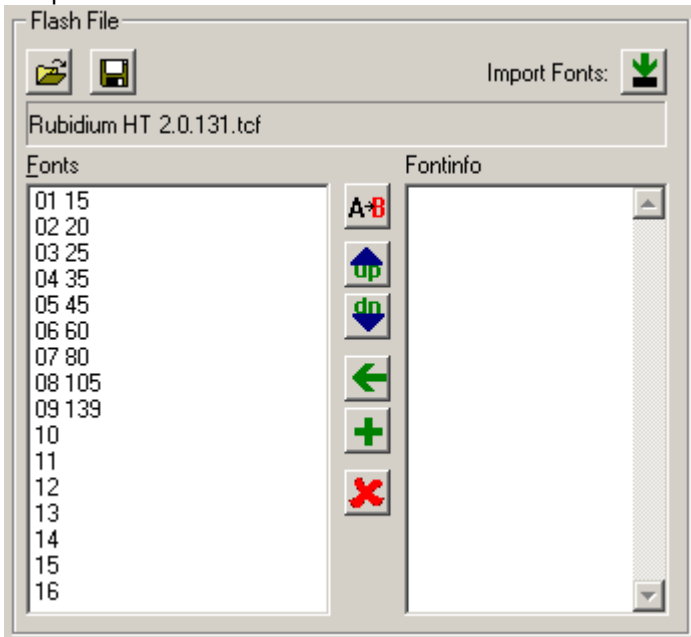 Flash File
Import Fonts:
Rubidium HT 2.0.131.tcf
Fonts
Fontinfo
01 15
02 20
03 25
04 35
05 45
06 60
07 80
08 105
09 139
10
11
12
13
14
15
16
A B
up
dn